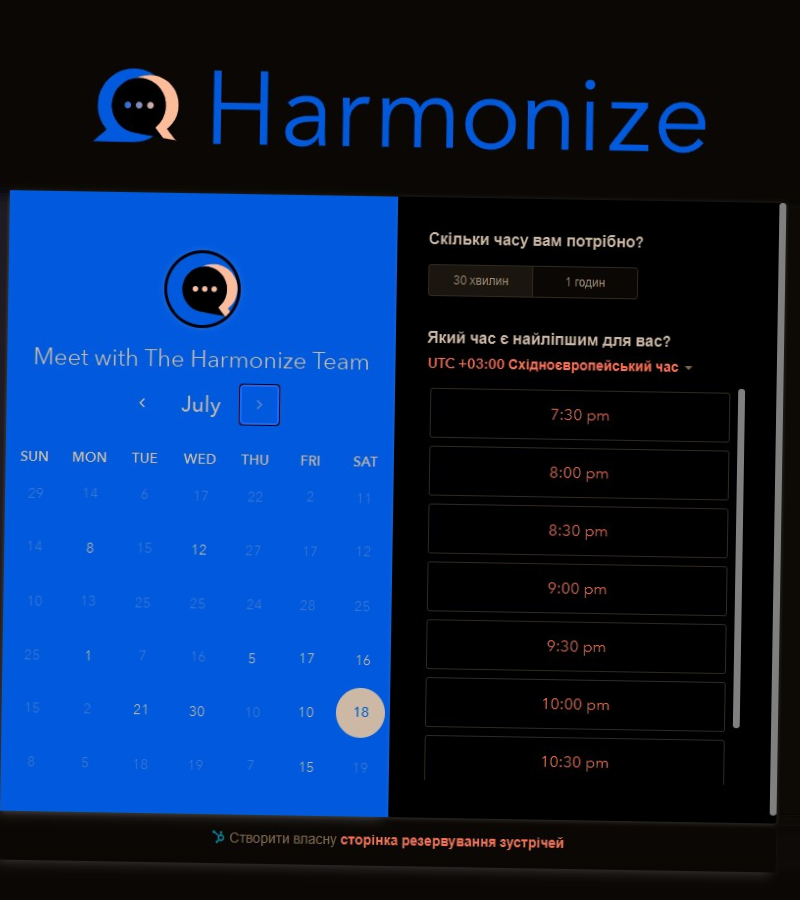 Harmonize
Meet with The Harmonize Team
July
SUN MON TUE WED THU FRI SAT
29 14 6 17 22 2 11
14 8 15 12 27 17 12
10 13 25 25 24 28 25
25 1 7 16 5 17 16
15 2 21 30 10 10 18
8 5 18 19 7 15 19
Скільки часу вам потрібно?
30 хвилин 1 годин
Який час є найліпшим для вас?
UTC +03:00 Східноєвропейський час
7:30 pm
8:00 pm
8:30 pm
9:00 pm
9:30 pm
10:00 pm
10:30 pm
Створити власну сторінка резервування зустрічей